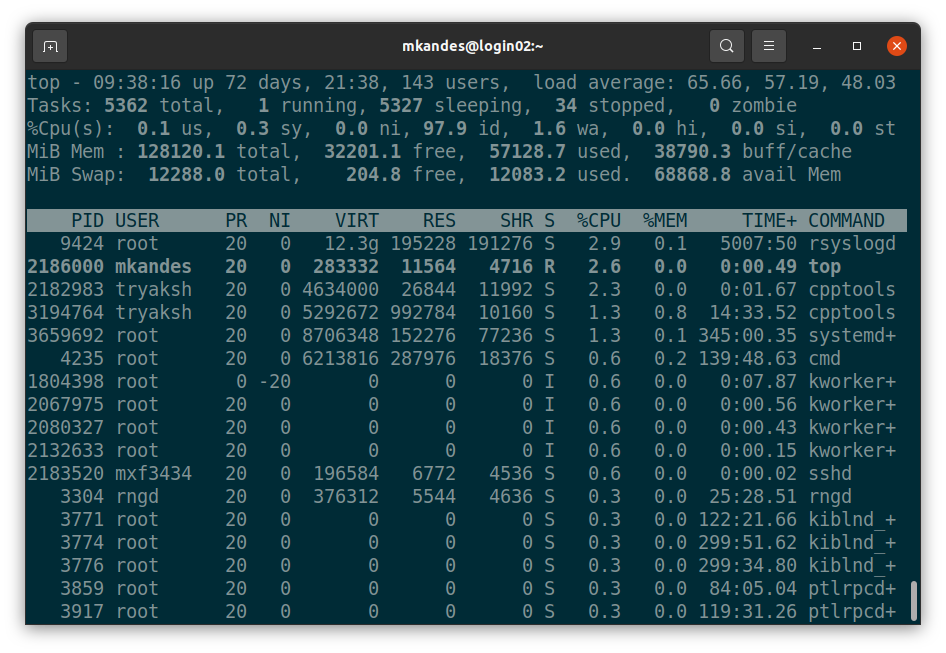 mkandes@login02:~
top - 09:38:16 up 72 days, 21:38, 143 users,  load average: 65.66, 57.19, 48.03
Tasks: 5362 total,   1 running, 5327 sleeping,  34 stopped,   0 zombie
%Cpu(s):  0.1 us,  0.3 sy,  0.0 ni, 97.9 id,  1.6 wa,  0.0 hi,  0.0 si,  0.0 st
MiB Mem : 128120.1 total,  32201.1 free,  57128.7 used,  38790.3 buff/cache
MiB Swap:  12288.0 total,    204.8 free,  12083.2 used.  68868.8 avail Mem
    PID USER      PR  NI    VIRT    RES    SHR S  %CPU  %MEM     TIME+ COMMAND
   9424 root      20   0   12.3g 195228 191276 S   2.9   0.1   5007:50 rsyslogd
2186000 mkandes   20   0  283332  11564   4716 R   2.6   0.0   0:00.49 top
2182983 tryaksh   20   0 4634000  26844  11992 S   2.3   0.0   0:01.67 cpptools
3194764 tryaksh   20   0 5292672 992784  10160 S   1.3   0.8  14:33.52 cpptools
3659692 root      20   0 8706348 152276  77236 S   1.3   0.1 345:00.35 systemd+
   4235 root      20   0 6213816 287976  18376 S   0.6   0.2 139:48.63 cmd
1804398 root       0 -20       0      0      0 I   0.6   0.0   0:07.87 kworker+
2067975 root      20   0       0      0      0 I   0.6   0.0   0:00.56 kworker+
2080327 root      20   0       0      0      0 I   0.6   0.0   0:00.43 kworker+
2132633 root      20   0       0      0      0 I   0.6   0.0   0:00.15 kworker+
2183520 mxf3434   20   0  196584   6772   4536 S   0.6   0.0   0:00.02 sshd
   3304 rngd      20   0  376312   5544   4636 S   0.3   0.0  25:28.51 rngd
   3771 root      20   0       0      0      0 S   0.3   0.0 122:21.66 kiblnd_+
   3774 root      20   0       0      0      0 S   0.3   0.0 299:51.62 kiblnd_+
   3776 root      20   0       0      0      0 S   0.3   0.0 299:34.80 kiblnd_+
   3859 root      20   0       0      0      0 S   0.3   0.0  84:05.04 ptlrpcd+
   3917 root      20   0       0      0      0 S   0.3   0.0 119:31.26 ptlrpcd+